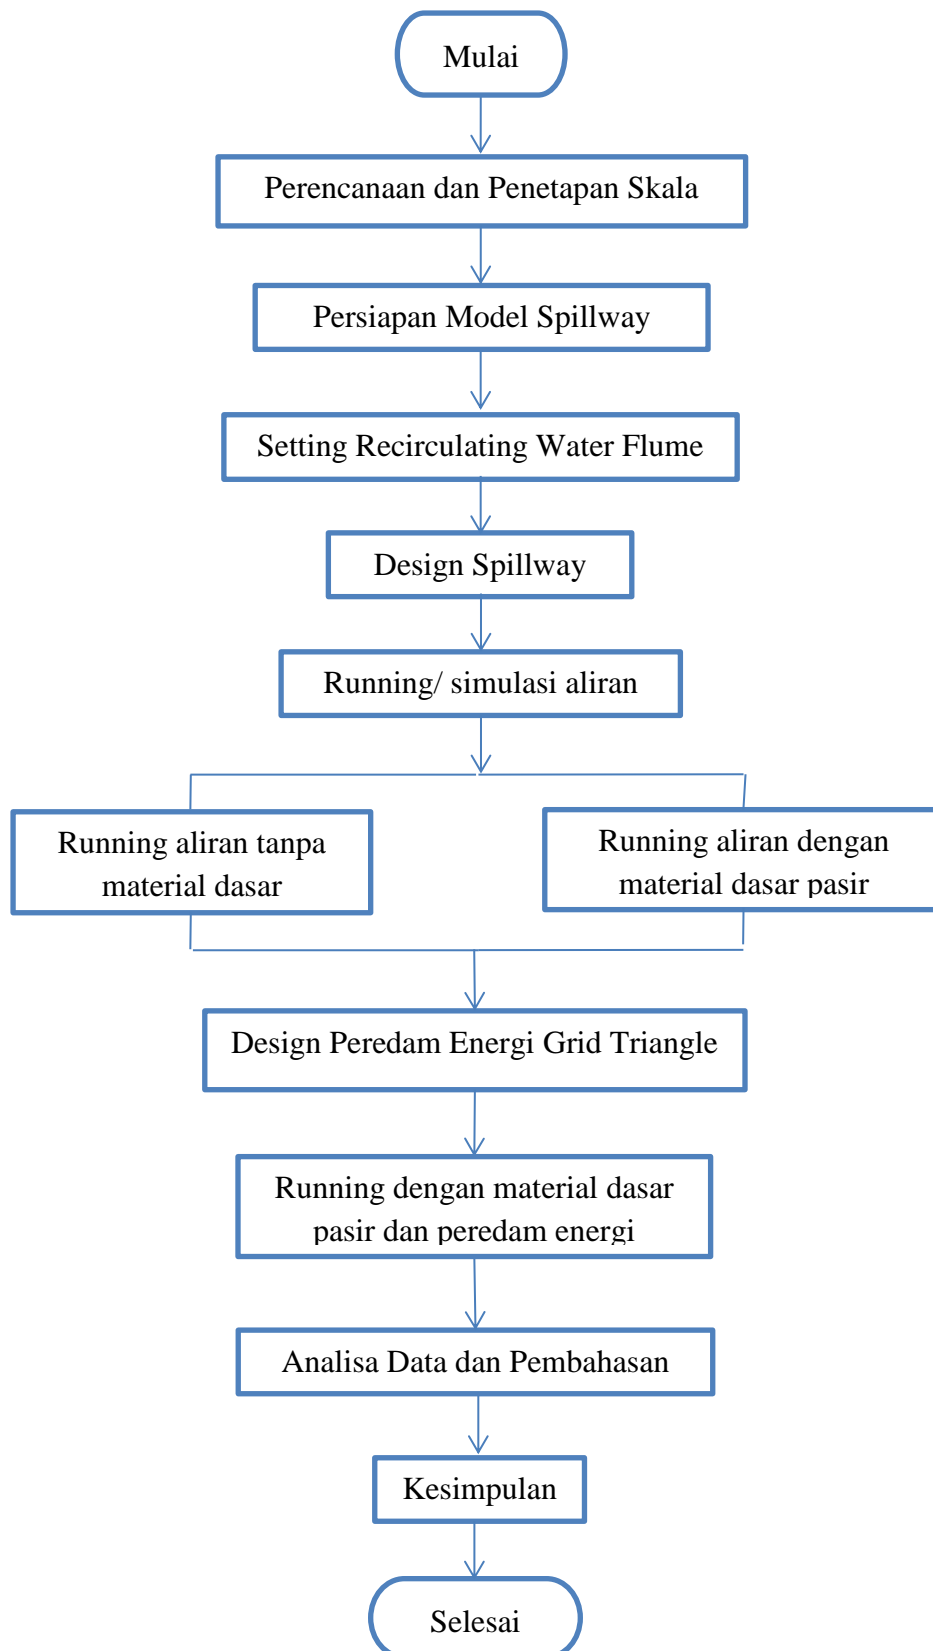 Mulai
Perencanaan dan Penetapan Skala
Persiapan Model Spillway
Setting Recirculating Water Flume
Design Spillway
Running/ simulasi aliran
Running aliran tanpa
material dasar
Running aliran dengan
material dasar pasir
Design Peredam Energi Grid Triangle
Running dengan material dasar
pasir dan peredam energi
Analisa Data dan Pembahasan
Kesimpulan
Selesai